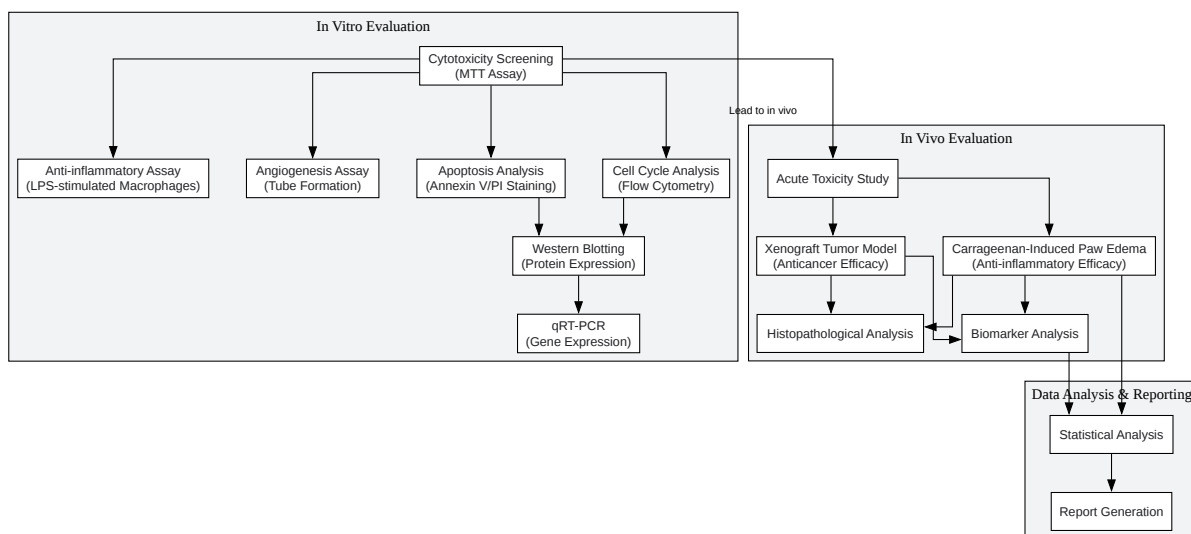 In Vitro Evaluation
Cytotoxicity Screening
(MTT Assay)
Lead to in vivo
In Vivo Evaluation
Anti-inflammatory Assay
(LPS-stimulated Macrophages)
Angiogenesis Assay
(Tube Formation)
Apoptosis Analysis
(Annexin V/PI Staining)
Cell Cycle Analysis
(Flow Cytometry)
Acute Toxicity Study
Western Blotting
(Protein Expression)
Xenograft Tumor Model
(Anticancer Efficacy)
Carrageenan-Induced Paw Edema
(Anti-inflammatory Efficacy)
qRT-PCR
(Gene Expression)
Histopathological Analysis
Biomarker Analysis
Data Analysis & Reporting
Statistical Analysis
Report Generation